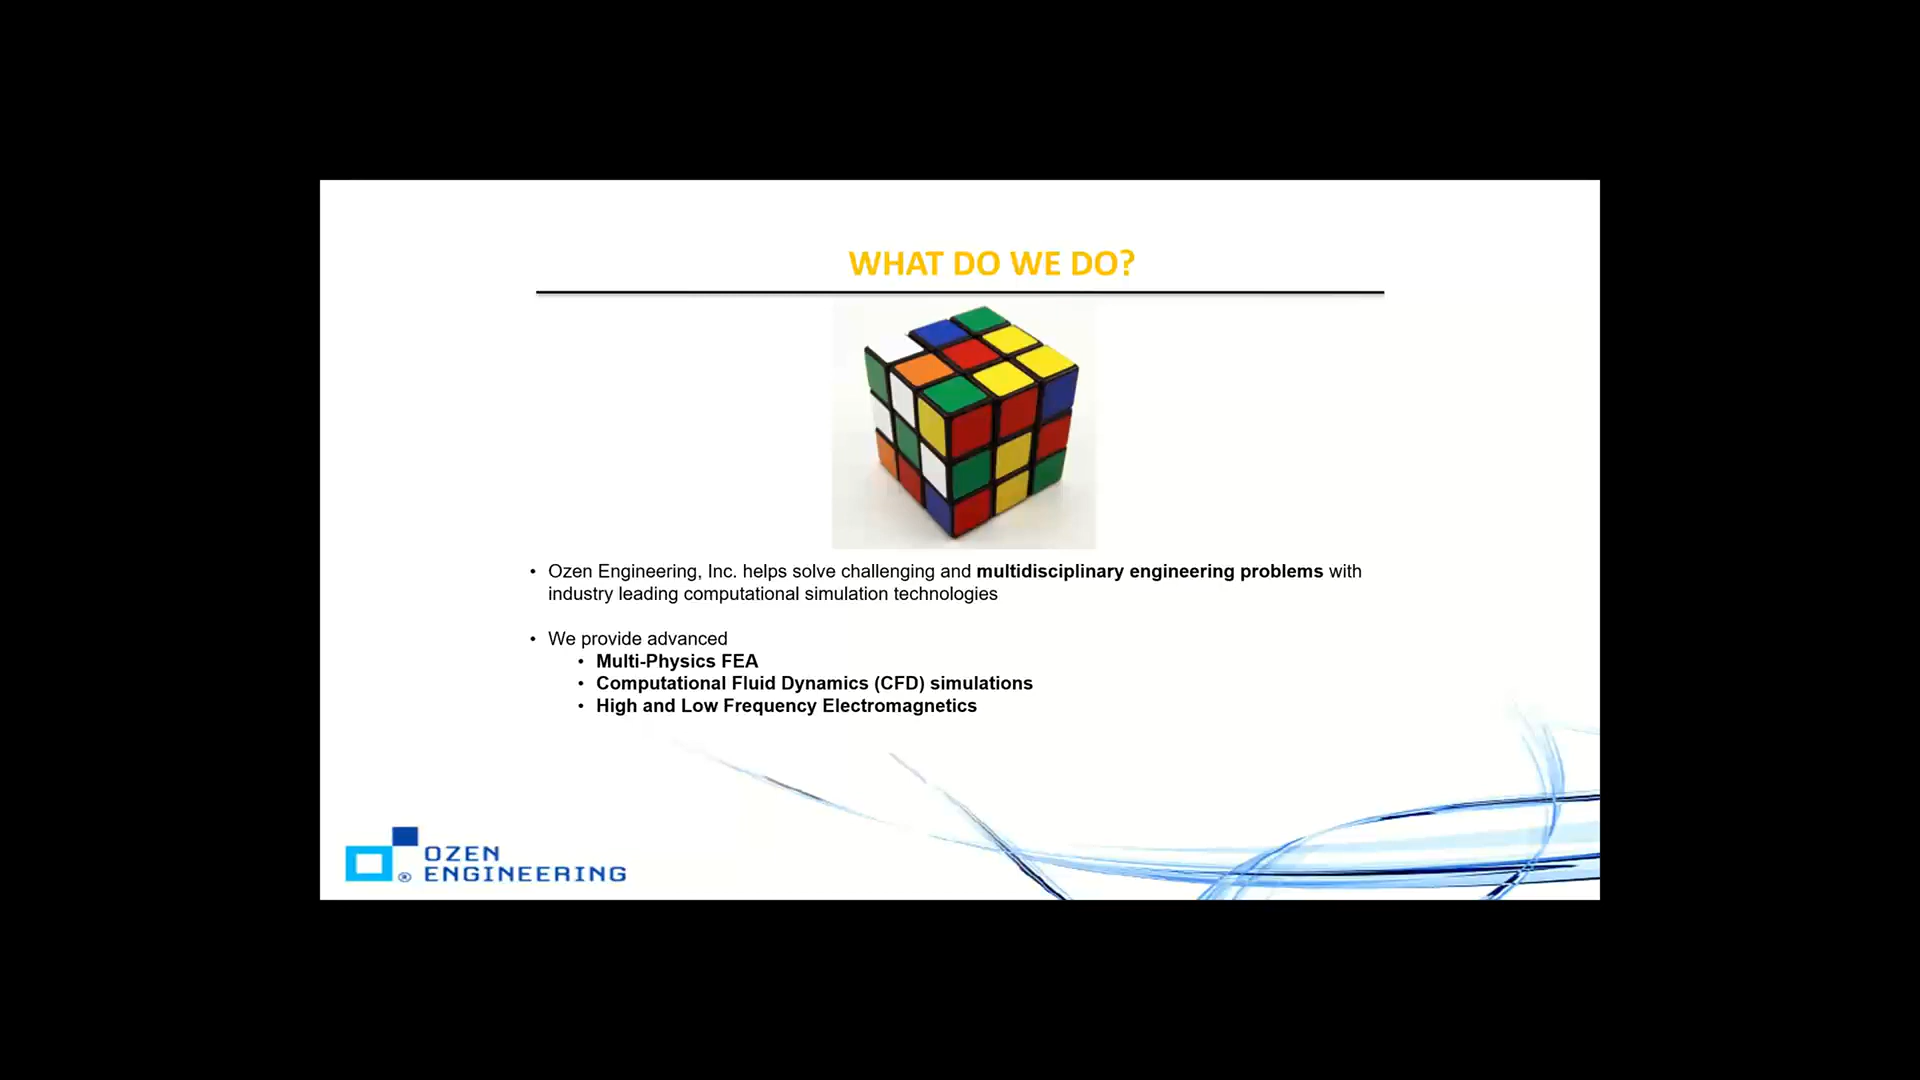 WHAT DO WE DO?
• Ozen Engineering, Inc. helps solve challenging and multidisciplinary engineering problems with
industry leading computational simulation technologies
• We provide advanced
• Multi-Physics FEA
• Computational Fluid Dynamics (CFD) simulations
• High and Low Frequency Electromagnetics
OZEN
® ENGINEERING